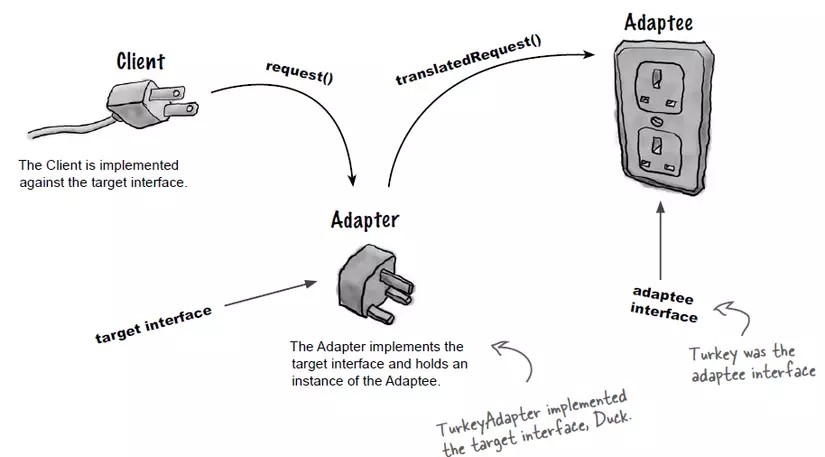 Client
request()
translatedRequest()
Adaptee
The Client is implemented
against the target interface.
Adapter
target interface
The Adapter implements the
target interface and holds an
instance of the Adaptee.
adaptee
interface
Turkey was the
adaptee interface
TurkeyAdapter implemented
the target interface, Duck.